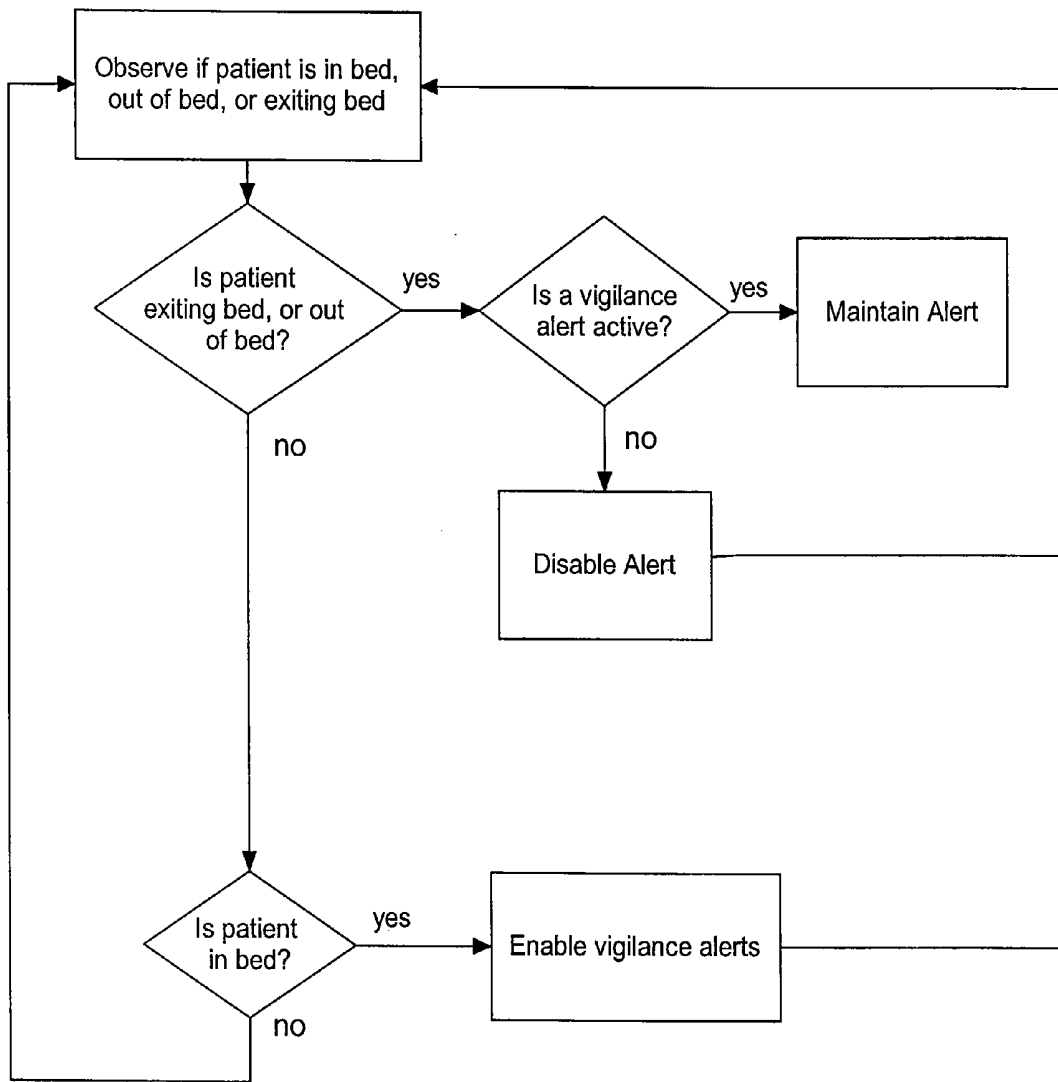 Observe if patient is in bed,
out of bed, or exiting bed
Is patient
exiting bed, or out
of bed?
yes
Is a vigilance
alert active?
yes
Maintain Alert
no
no
Disable Alert
Is patient
in bed?
yes
Enable vigilance alerts
no